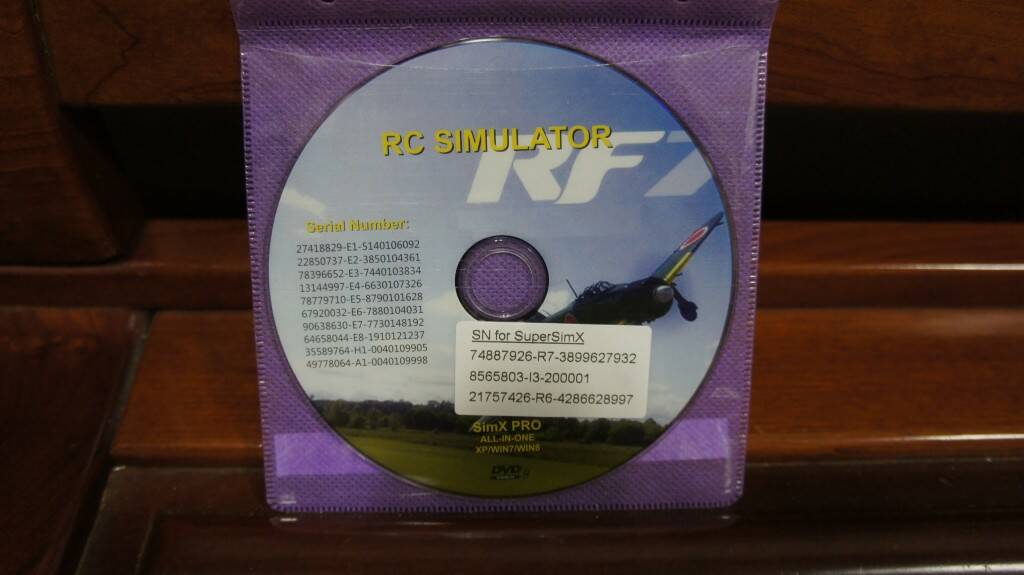 RC SIMULATOR
RF7
Serial Number:
27418829-E1-5140106092
22850737-E2-3850104361
78396652-E3-7440103834
13144997-E4-6630107326
78779710-E5-8790101628
67920032-E6-7880104031
90638630-E7-7730148192
64658044-E8-1910121237
35589764-H1-0040109905
49778064-A1-0040109998
SN for SuperSimX
74887926-R7-3899627932
8565803-I3-200001
21757426-R6-4286628997
SimX PRO
ALL-IN-ONE
XP/WIN7/WIN8
DVD